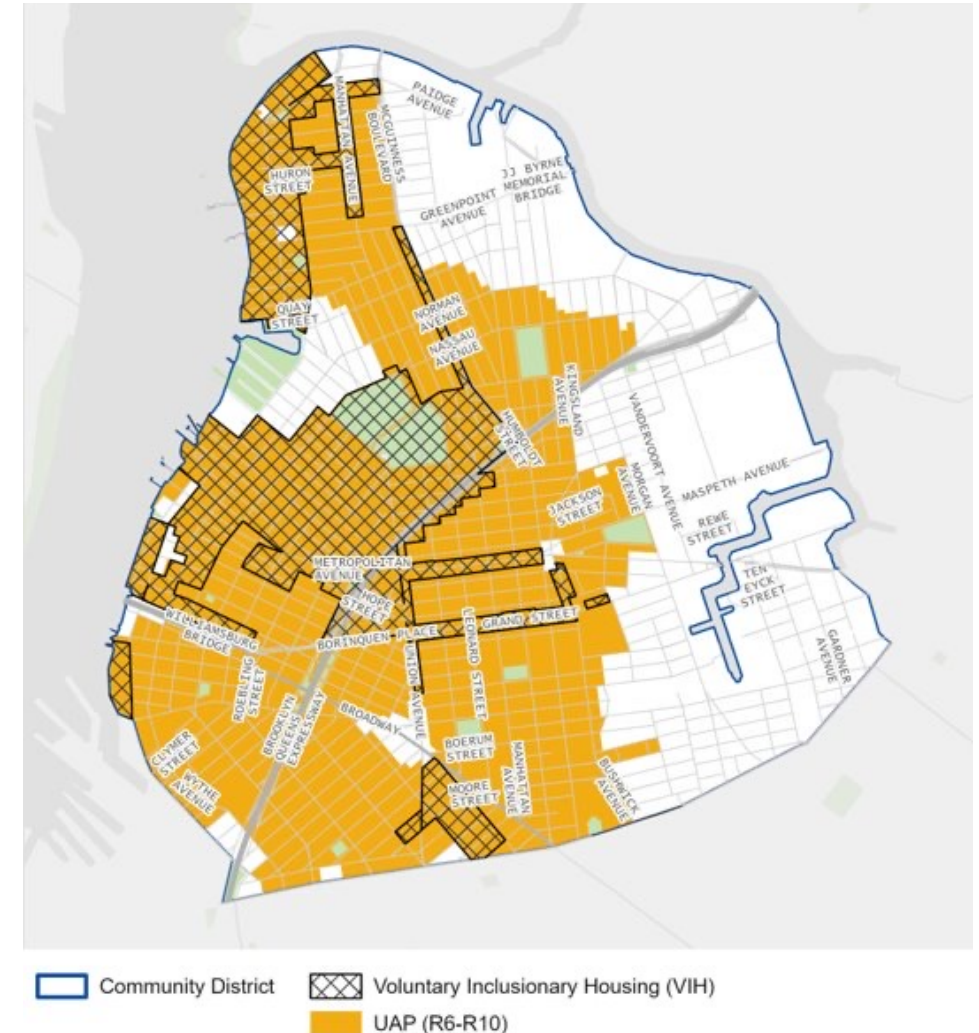 PAIDGE
AVENUE
MANHATTAN AVENUE
MCGUINNESS
BOULEVARD
JJ BYRNE
MEMORIAL
BRIDGE
HURON
STREET
GREENPOINT
AVENUE
QUAY
STREET
NORMAN
AVENUE
NASSAU
AVENUE
KINGSLAND
AVENUE
HUMBOLDT
STREET
VANDERVOORT AVENUE
MORGAN
AVENUE
MASPETH AVENUE
JACKSON
STREET
REWE
STREET
METROPOLITAN
AVENUE
TEN
EYCK
STREET
HOPE
STREET
WILLIAMSBURG
BRIDGE
BORINQUEN PLACE
LEONARD STREET
GRAND STREET
GARDNER
AVENUE
UNION AVENUE
ROEBLING
STREET
BROOKLYN
QUEENS
EXPRESSWAY
BROADWAY
CLYMER
STREET
BOERUM
STREET
MANHATTAN
AVENUE
WYTHE
AVENUE
MOORE
STREET
BUSHWICK
AVENUE
Community District
Voluntary Inclusionary Housing (VIH)
UAP (R6-R10)